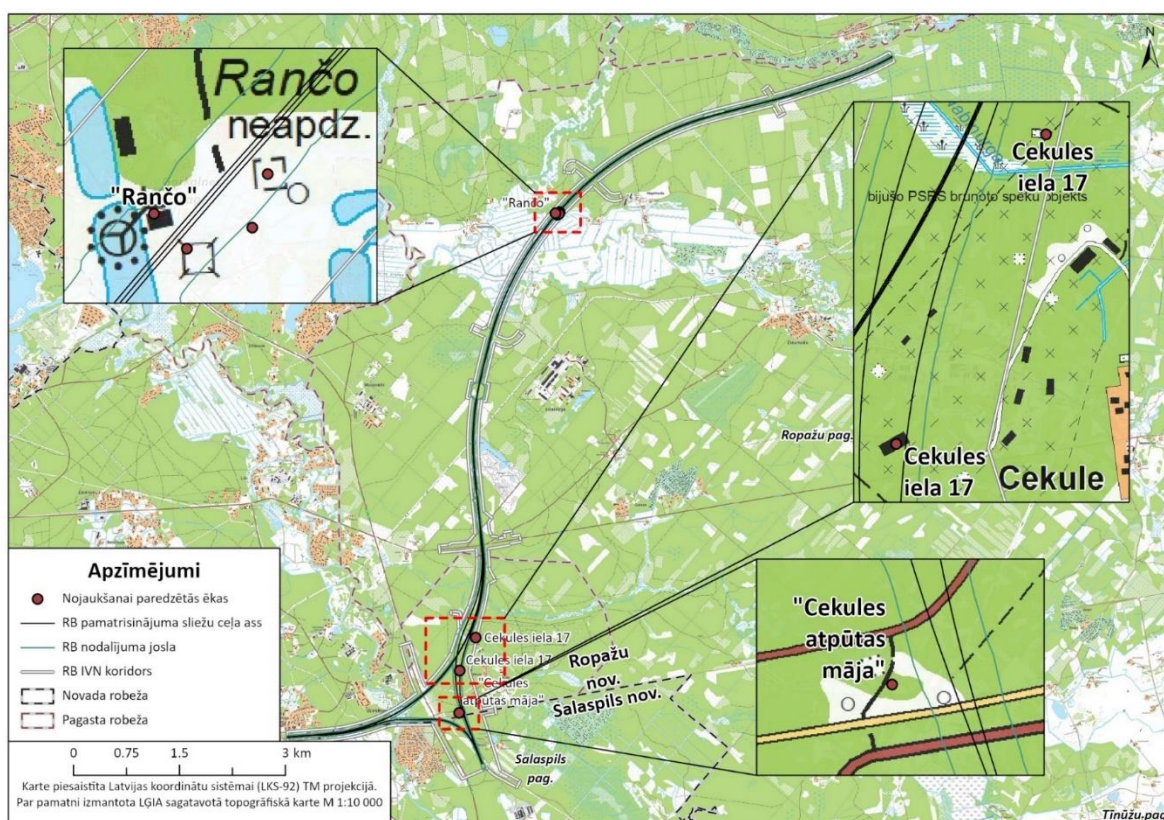 N
Rančo
neapdz.
"Rančo"
"Rančo"
Cekules
iela 17
bijušo PSRS bruņoto spēku objekts
Cekules
iela 17
Cekule
Ropažu pag.
Cekules iela 17
Cekules iela 17
"Cekules
atpūtas māja"
Ropažu
nov.
Salaspils nov.
Salaspils
pag.
"Cekules
atpūtas
māja"
Tīnūžu pag.
Apzīmējumi
Nojaukšanai paredzētās ēkas
RB pamatrisinājuma sliežu ceļa ass
RB nodalījuma josla
RB IVN koridors
Novada robeža
Pagasta robeža
0 0.75 1.5 3 km
Karte piesaistīta Latvijas koordinātu sistēmai (LKS-92) TM projekcijā.
Par pamatni izmantota LĢIA sagatavotā topogrāfiskā karte M 1:10 000